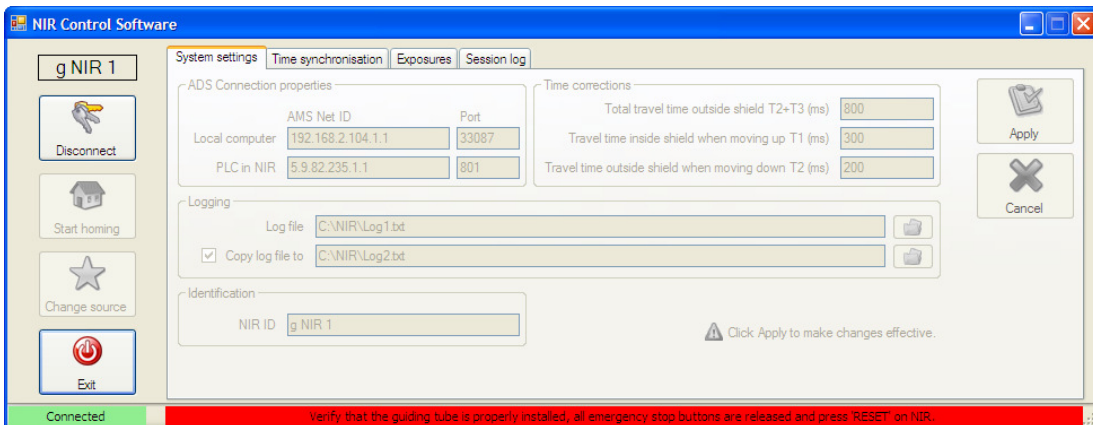 NIR Control Software
g NIR 1
Disconnect
Start homing
Change source
Exit
System settings
Time synchronisation
Exposures
Session log
ADS Connection properties
AMS Net ID
Port
Local computer
192.168.2.104.1.1
33087
PLC in NIR
5.9.82.235.1.1
801
Time corrections
Total travel time outside shield T2+T3 (ms)
800
Travel time inside shield when moving up T1 (ms)
300
Travel time outside shield when moving down T2 (ms)
200
Logging
Log file
C:\NIR\Log1.txt
Copy log file to
C:\NIR\Log2.txt
Identification
NIR ID
g NIR 1
Click Apply to make changes effective.
Apply
Cancel
Connected
Verify that the guiding tube is properly installed, all emergency stop buttons are released and press 'RESET' on NIR.